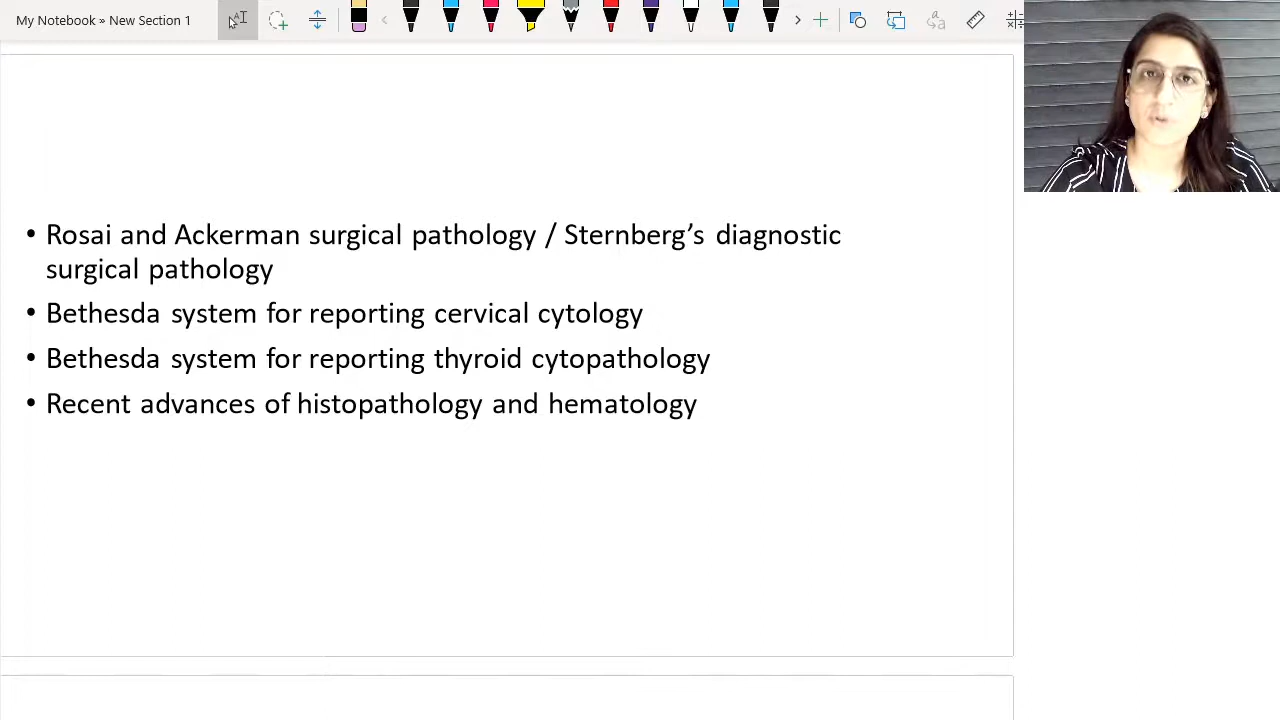 My Notebook » New Section 1
• Rosai and Ackerman surgical pathology / Sternberg’s diagnostic
surgical pathology
• Bethesda system for reporting cervical cytology
• Bethesda system for reporting thyroid cytopathology
• Recent advances of histopathology and hematology